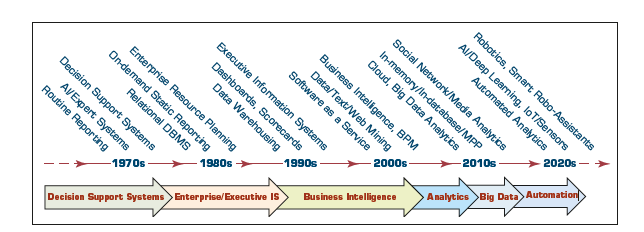 Routine Reporting
AI/Expert Systems
Decision Support Systems
Relational DBMS
On-demand Static Reporting
Enterprise Resource Planning
Data Warehousing
Dashboards, Scorecards
Executive Information Systems
Software as a Service
Data/Text/Web Mining
Business Intelligence, BPM
Cloud, Big Data Analytics
In-memory/In-database/MPP
Social Network/Media Analytics
Automated Analytics
AI/Deep Learning, IoT/Sensors
Robotics, Smart Robo-Assistants
1970s 1980s 1990s 2000s 2010s 2020s
Decision Support Systems Enterprise/Executive IS Business Intelligence Analytics Big Data Automation